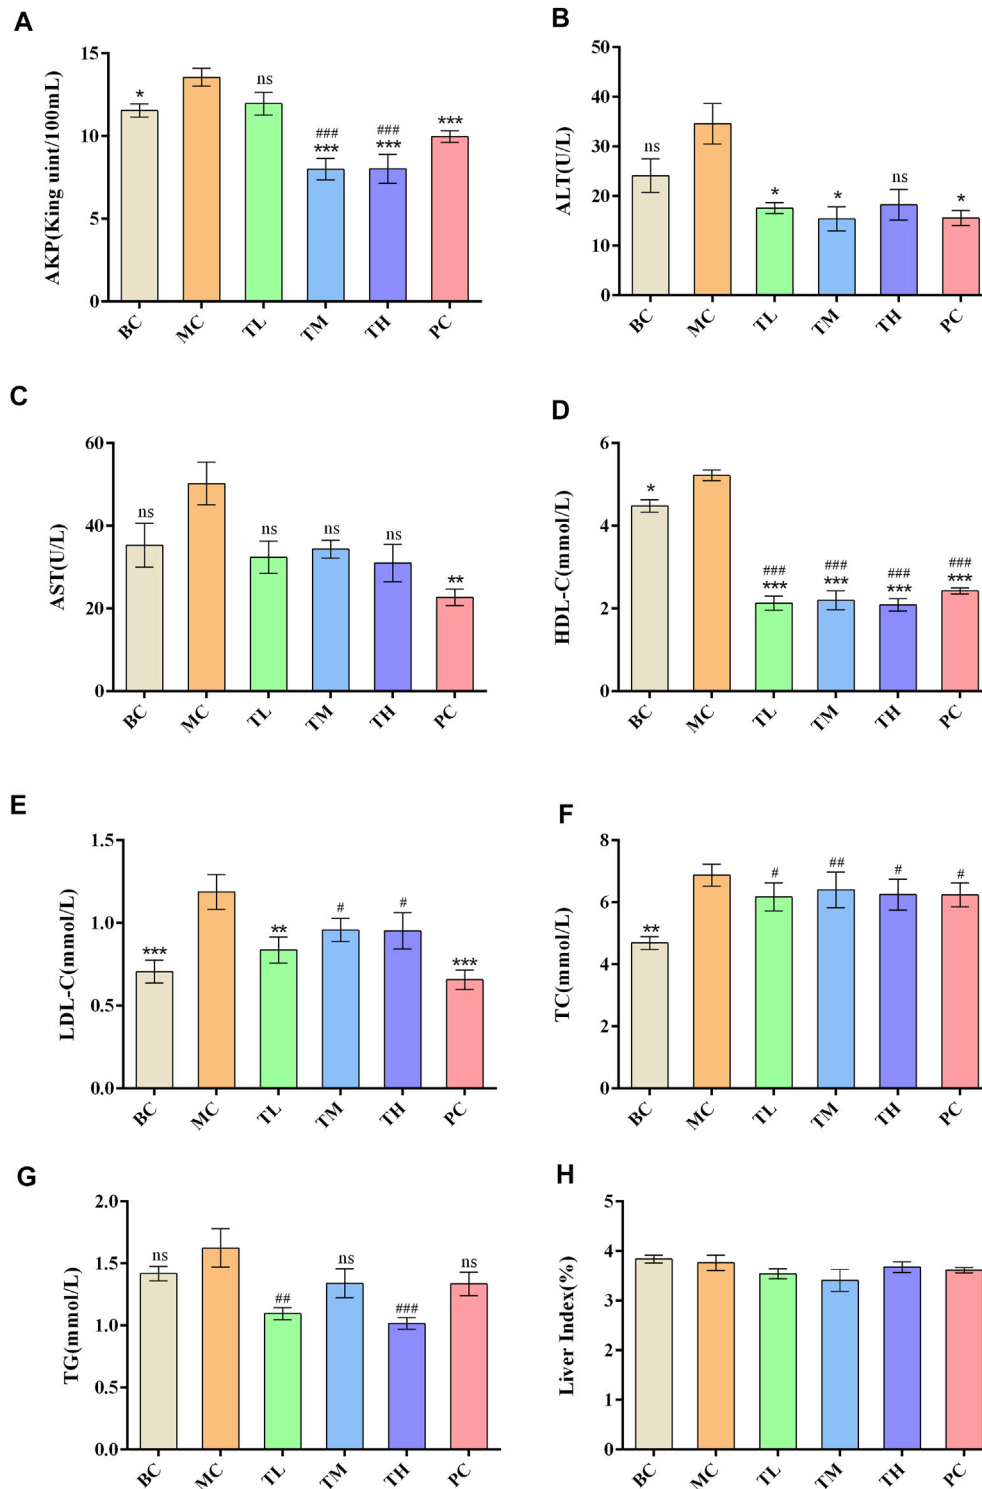 A
AKP(King uint/100mL)
15
10
5
0
*
ns
###
***
###
***
***
BC MC TL TM TH PC
B
ALT(U/L)
50
40
30
20
10
0
ns
*
*
ns
*
BC MC TL TM TH PC
C
AST(U/L)
60
40
20
0
ns
ns
ns
ns
**
BC MC TL TM TH PC
D
HDL-C(mmol/L)
6
4
2
0
*
###
***
###
***
###
***
###
***
BC MC TL TM TH PC
E
LDL-C(mmol/L)
1.5
1.0
0.5
0.0
***
**
#
#
***
BC MC TL TM TH PC
F
TC(mmol/L)
8
6
4
2
0
**
#
##
#
#
BC MC TL TM TH PC
G
TG(mmol/L)
2.0
1.5
1.0
0.5
0.0
ns
##
ns
###
ns
BC MC TL TM TH PC
H
Liver Index(%)
5
4
3
2
1
0
BC MC TL TM TH PC